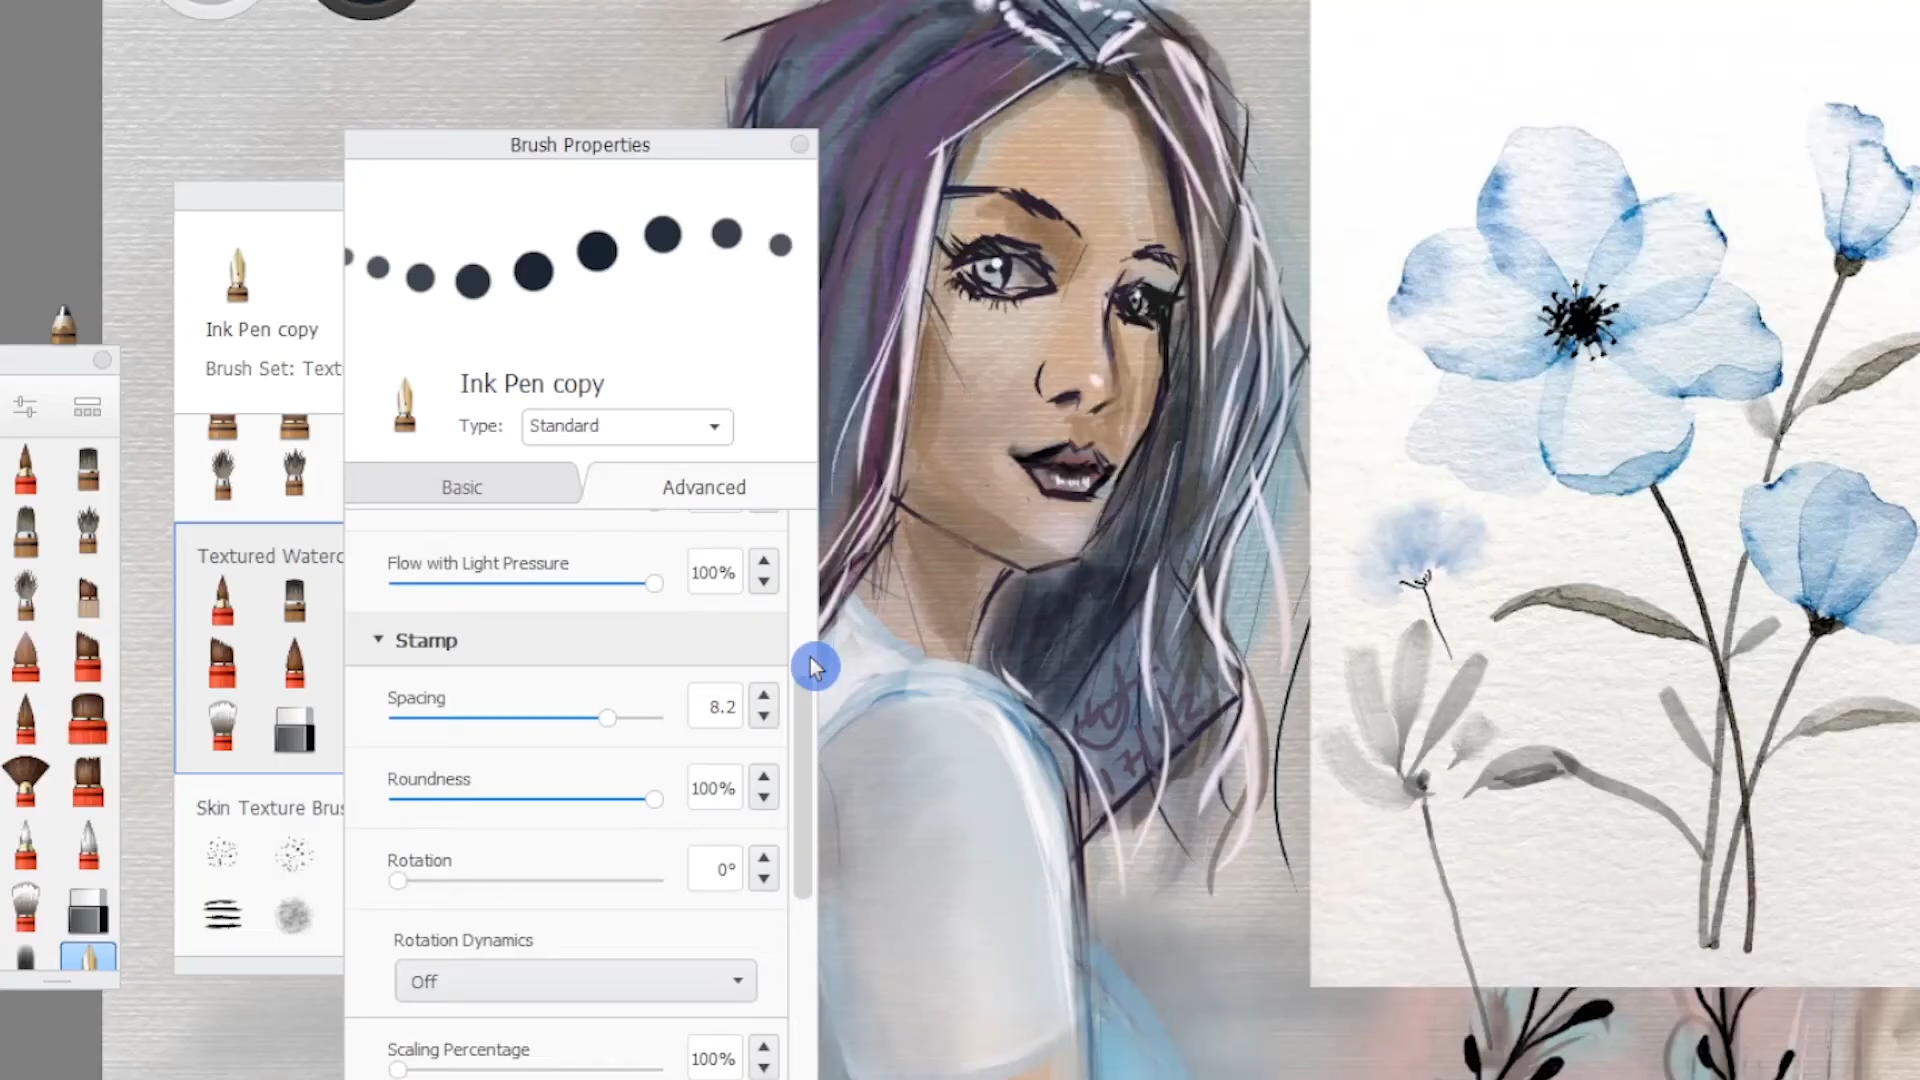 Brush Properties
Ink Pen copy
Brush Set: Text
Ink Pen copy
Type:
Standard
Basic
Advanced
Textured Waterc
Flow with Light Pressure
100%
Stamp
Spacing
8.2
Roundness
100%
Skin Texture Brus
Rotation
0°
Rotation Dynamics
Off
Scaling Percentage
100%